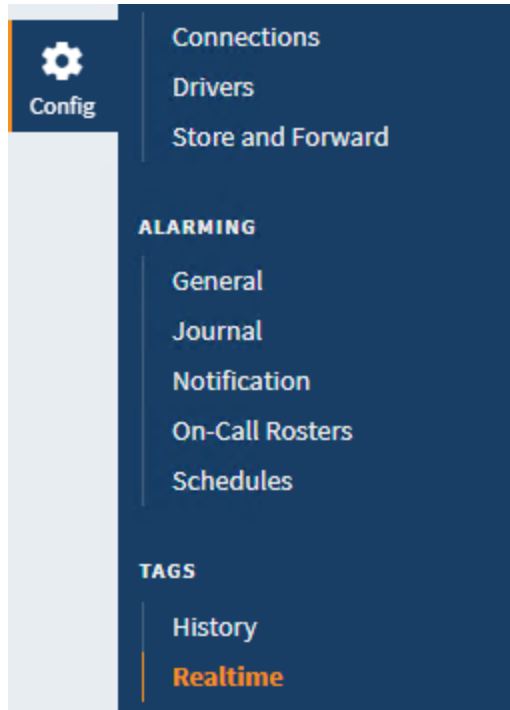 Config
Connections
Drivers
Store and Forward
ALARMING
General
Journal
Notification
On-Call Rosters
Schedules
TAGS
History
Realtime